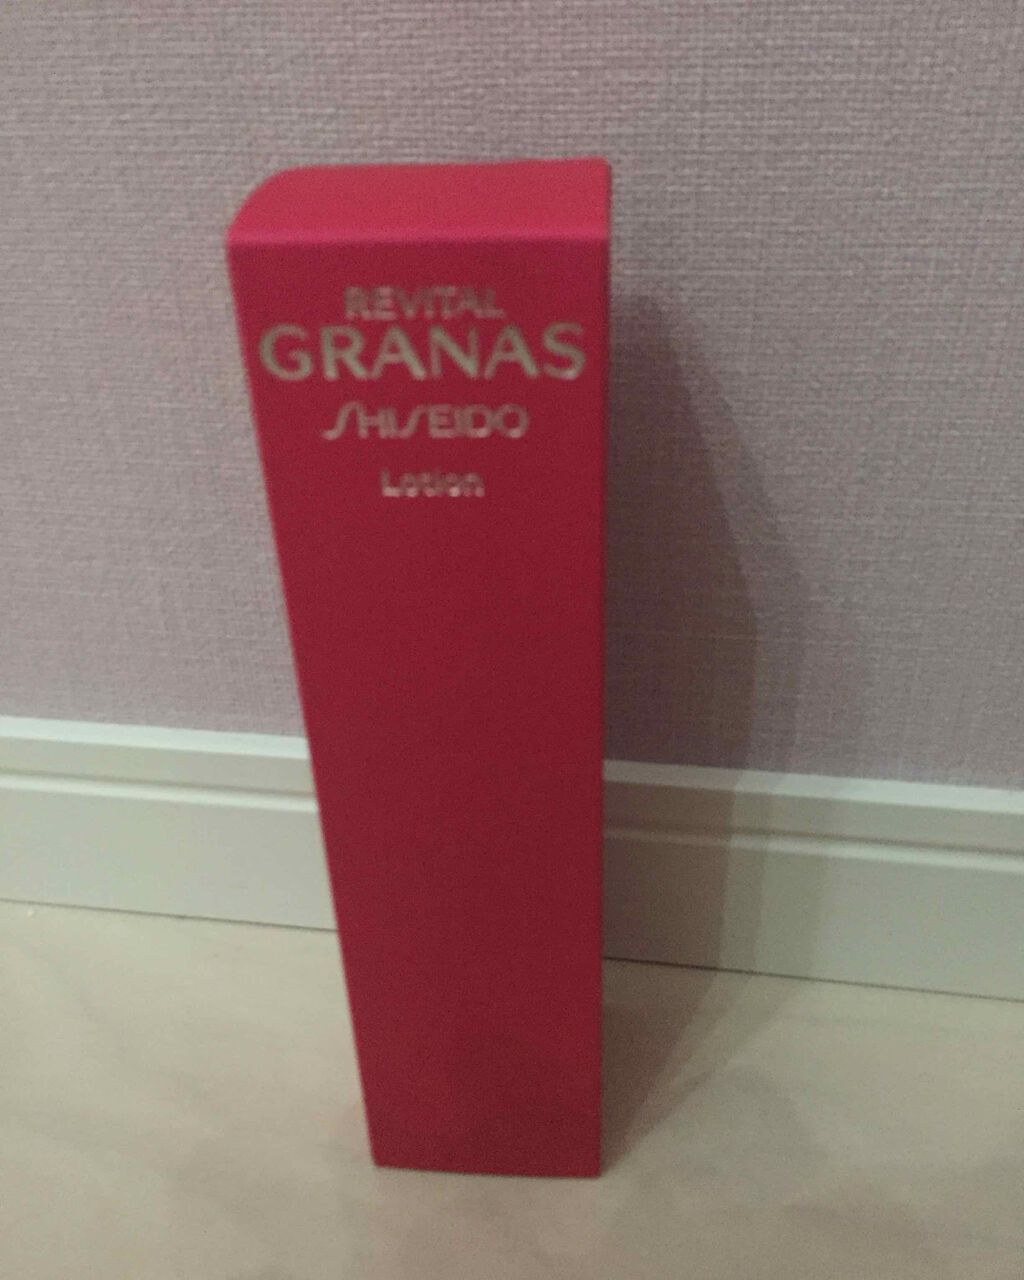 REVITAL
GRANAS
SHISEIDO
Lotion